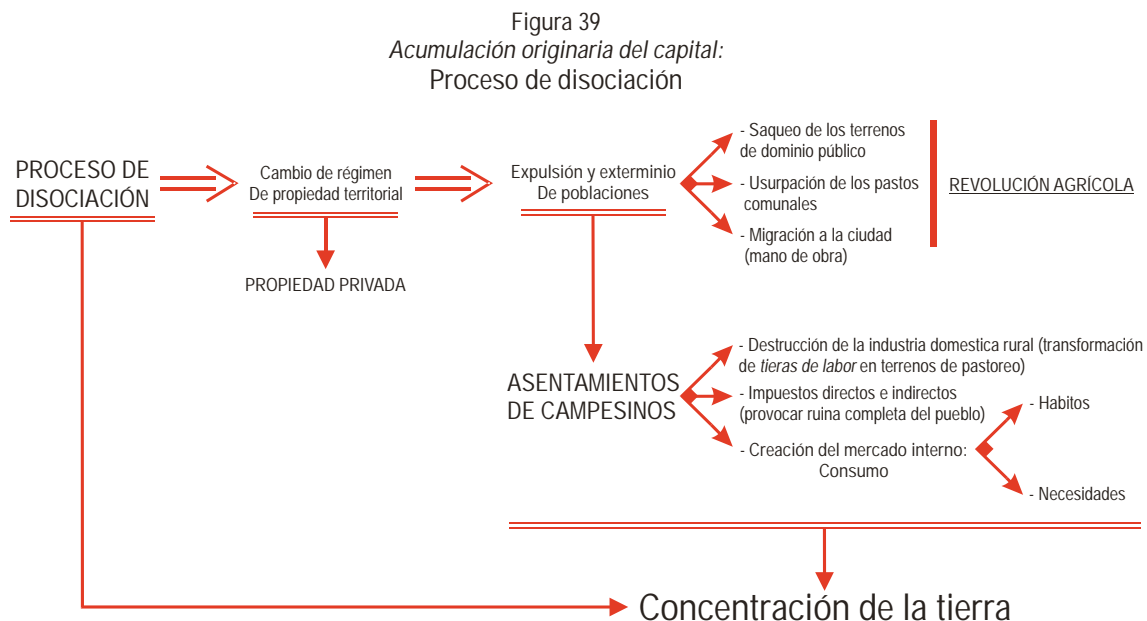 Figura 39
Acumulación originaria del capital:
Proceso de disociación
PROCESO DE
DISOCIACIÓN
Cambio de régimen
De propiedad territorial
PROPIEDAD PRIVADA
Expulsión y exterminio
De poblaciones
- Saqueo de los terrenos
de dominio público
- Usurpación de los pastos
comunales
- Migración a la ciudad
(mano de obra)
REVOLUCIÓN AGRÍCOLA
ASENTAMIENTOS
DE CAMPESINOS
- Destrucción de la industria domestica rural (transformación
de tieras de labor en terrenos de pastoreo)
- Impuestos directos e indirectos
(provocar ruina completa del pueblo)
- Creación del mercado interno:
Consumo
- Habitos
- Necesidades
Concentración de la tierra